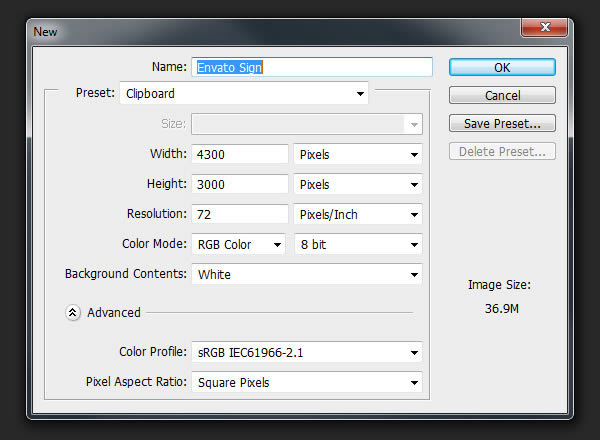 New
Name: Envato Sign
OK
Preset: Clipboard
Cancel
Size:
Save Preset...
Width: 4300 Pixels
Delete Preset...
Height: 3000 Pixels
Resolution: 72 Pixels/Inch
Color Mode: RGB Color 8 bit
Background Contents: White
Image Size:
36.9M
Advanced
Color Profile: sRGB IEC61966-2.1
Pixel Aspect Ratio: Square Pixels